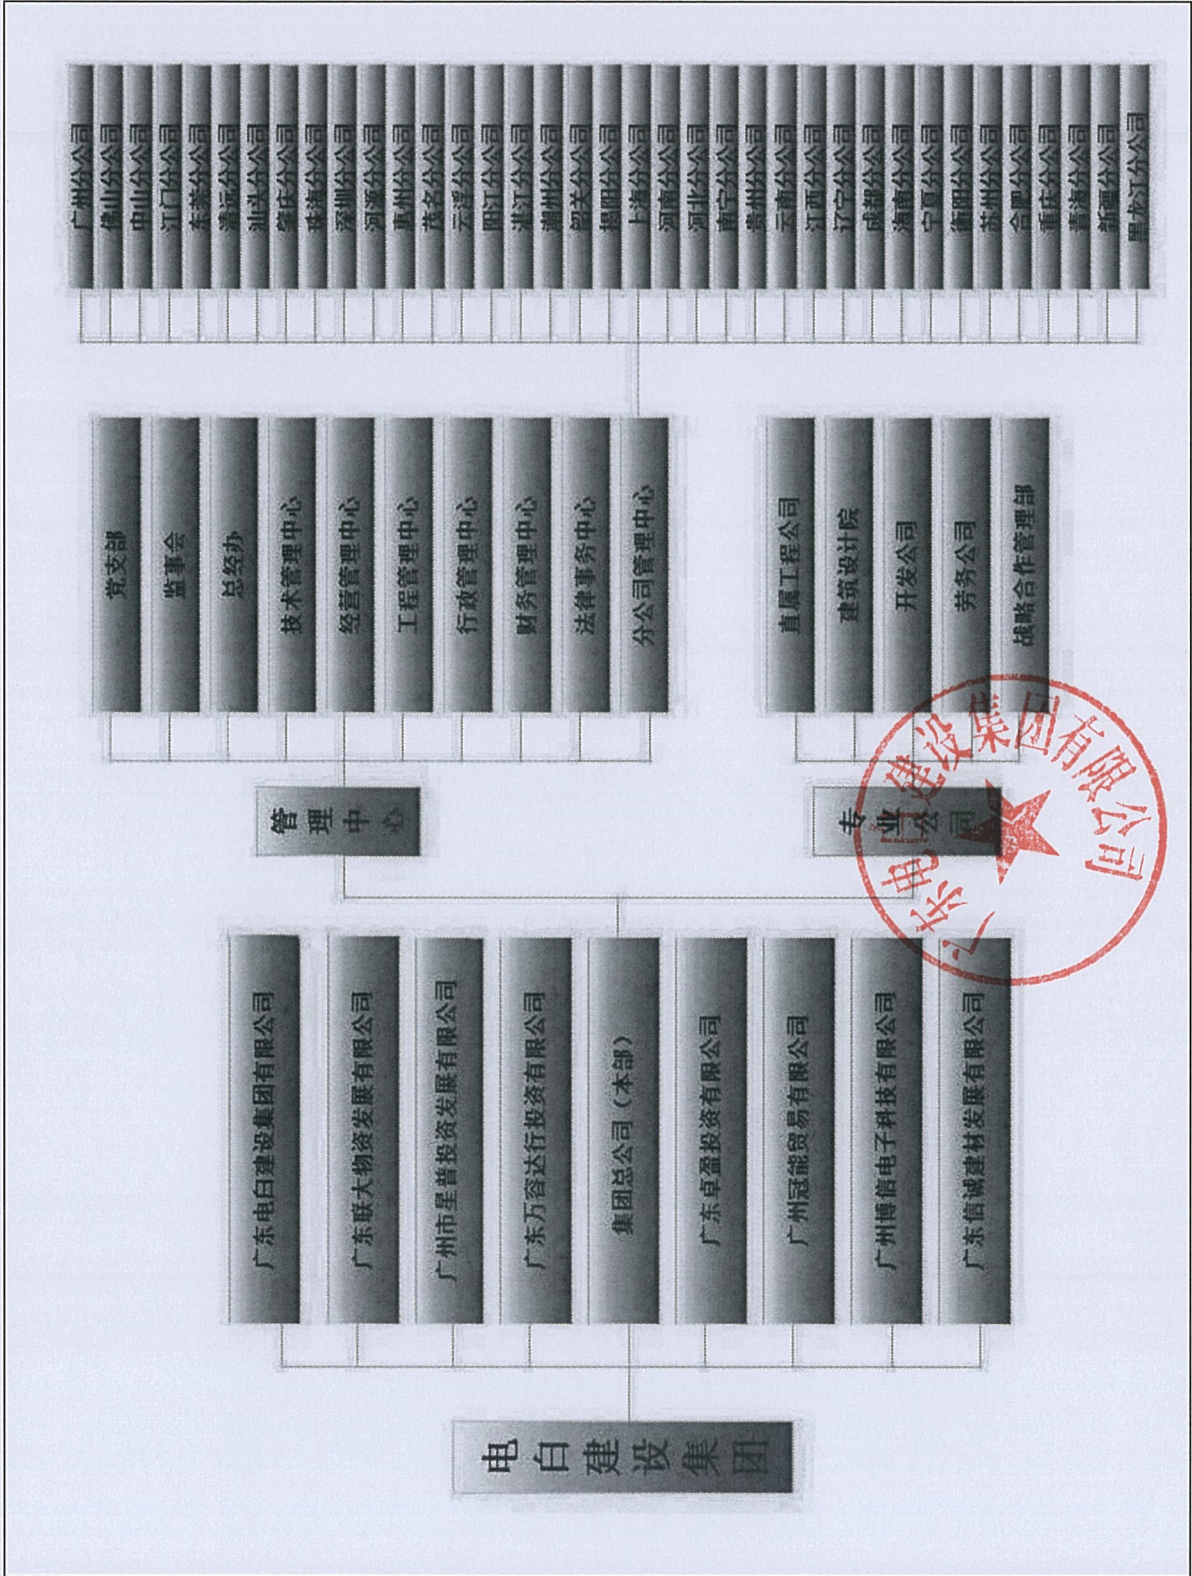 电白建设集团
广东电白建设集团有限公司
广东联大物资发展有限公司
广州市星普投资发展有限公司
广东万容达行投资有限公司
集团总公司（本部）
广东卓盈投资有限公司
广州冠能贸易有限公司
广州博信电子科技有限公司
广东信诚建材发展有限公司
管理中心
专业公司
党支部
监事会
总经办
技术管理中心
经营管理中心
工程管理中心
行政管理中心
财务管理中心
法律事务中心
分公司管理中心
直属工程公司
建筑设计院
开发公司
劳务公司
战略合作管理部
广州分公司
佛山分公司
中山分公司
江门分公司
东莞分公司
清远分公司
汕头分公司
肇庆分公司
珠海分公司
深圳分公司
河源分公司
惠州分公司
茂名分公司
云浮分公司
阳江分公司
湛江分公司
潮州分公司
韶关分公司
揭阳分公司
上海分公司
河南分公司
河北分公司
南宁分公司
贵州分公司
云南分公司
江西分公司
辽宁分公司
成都分公司
海南分公司
宁夏分公司
衡阳分公司
苏州分公司
合肥分公司
重庆分公司
青海分公司
新疆分公司
黑龙江分公司
广东电白建设集团有限公司